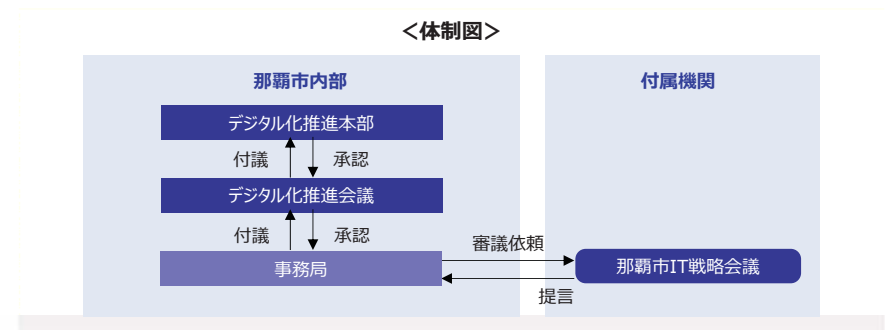 <体制図>
那覇市内部
付属機関
デジタル化推進本部
付議
承認
デジタル化推進会議
付議
承認
審議依頼
事務局
那覇市IT戦略会議
提言